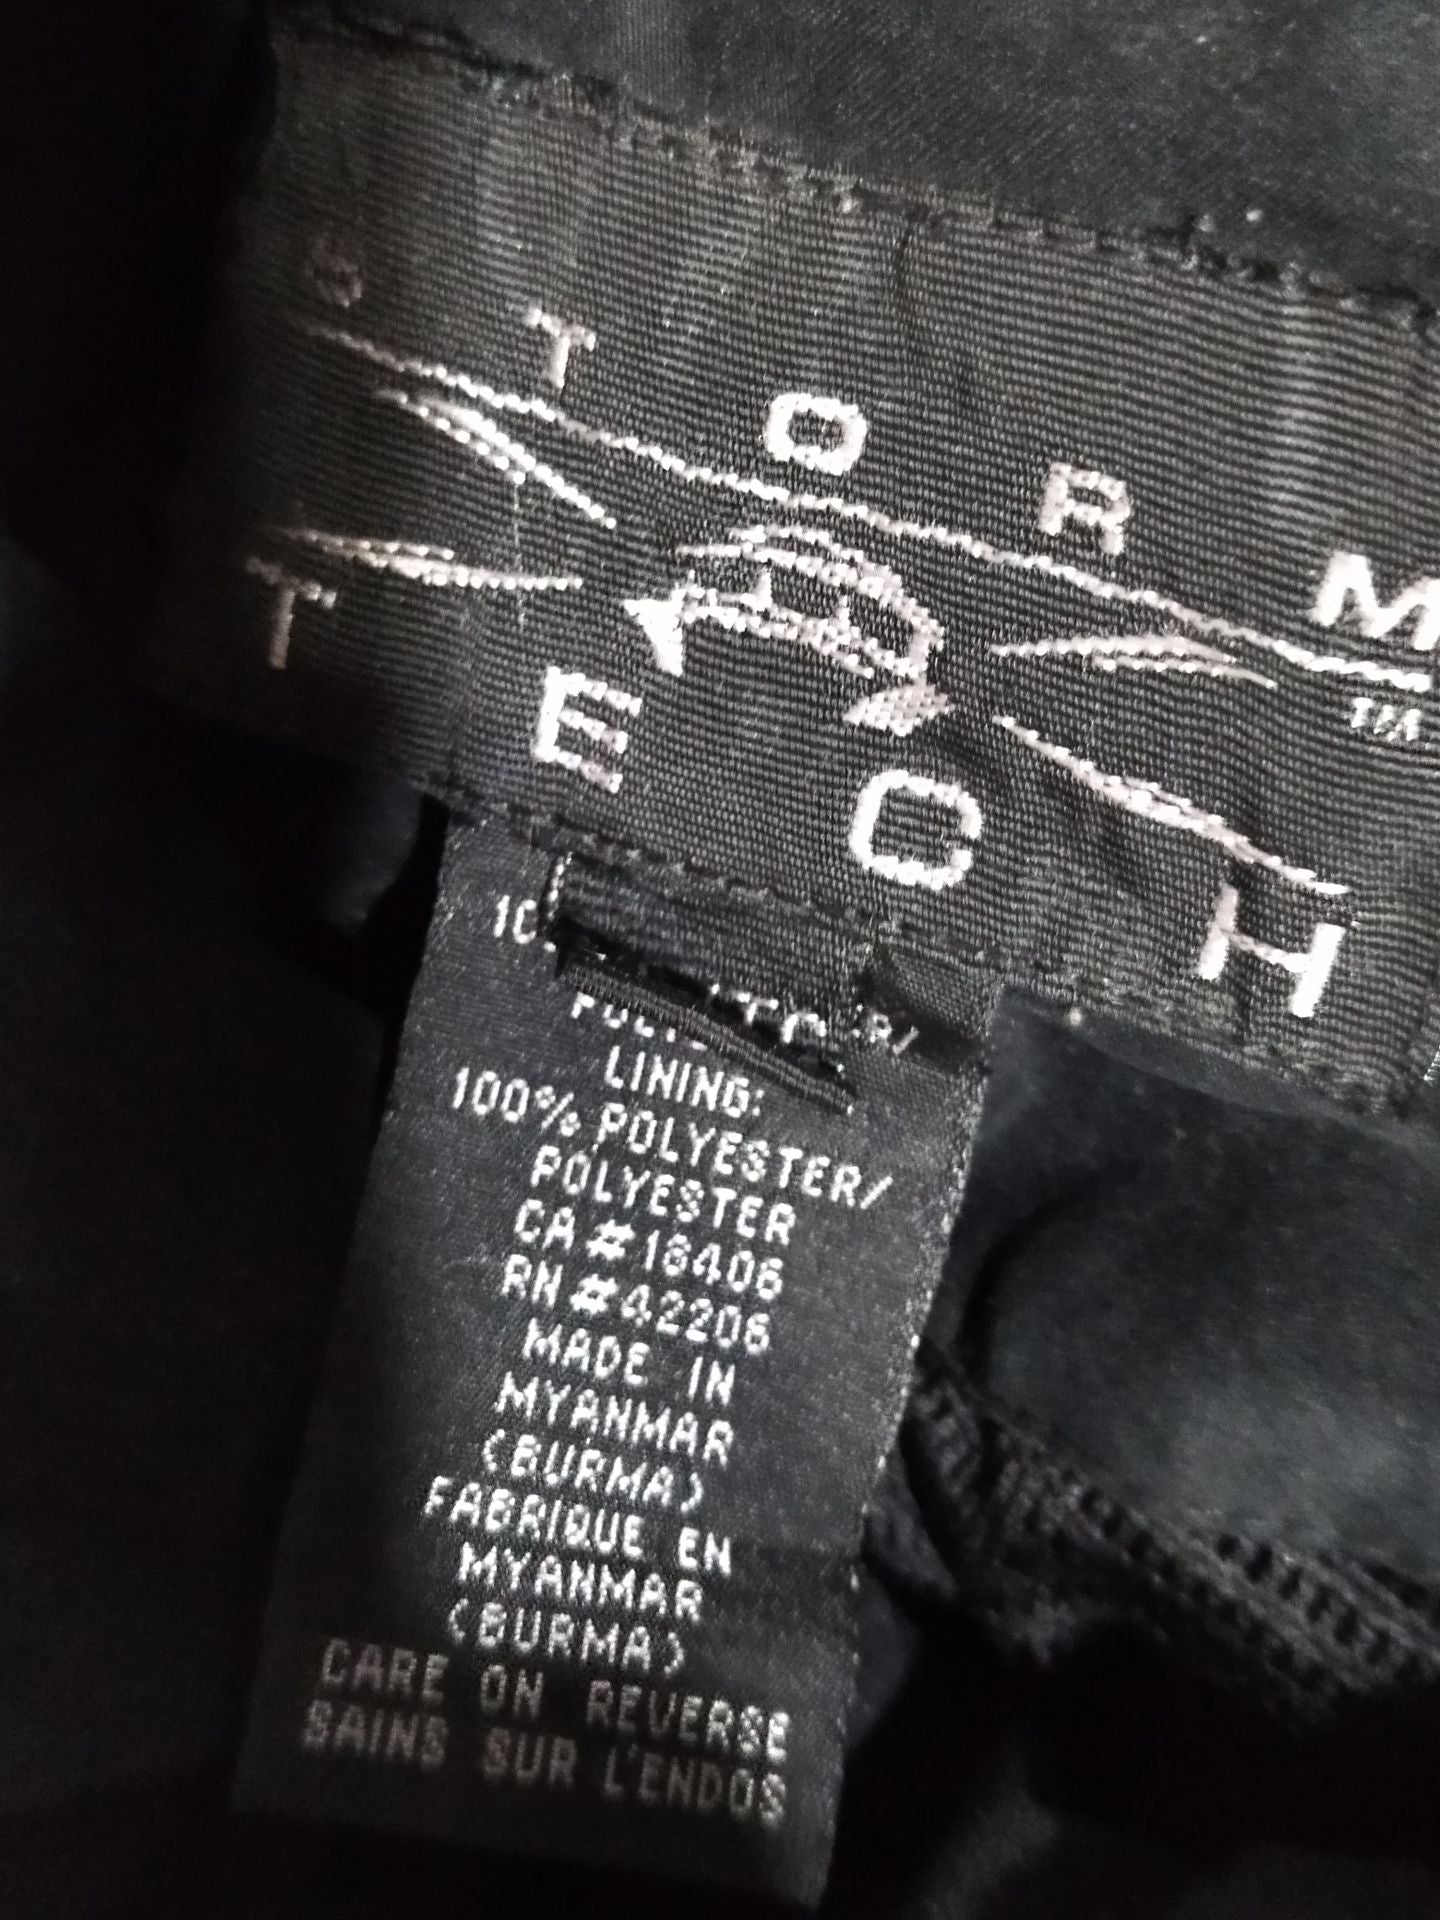 STORM
TM
TECH
LINING:
100% POLYESTER/
POLYESTER
CA#16406
RN#42206
MADE IN
MYANMAR
(BURMA)
FABRIQUE EN
MYANMAR
(BURMA)
CARE ON REVERSE
SAINS SUR L'ENDOS